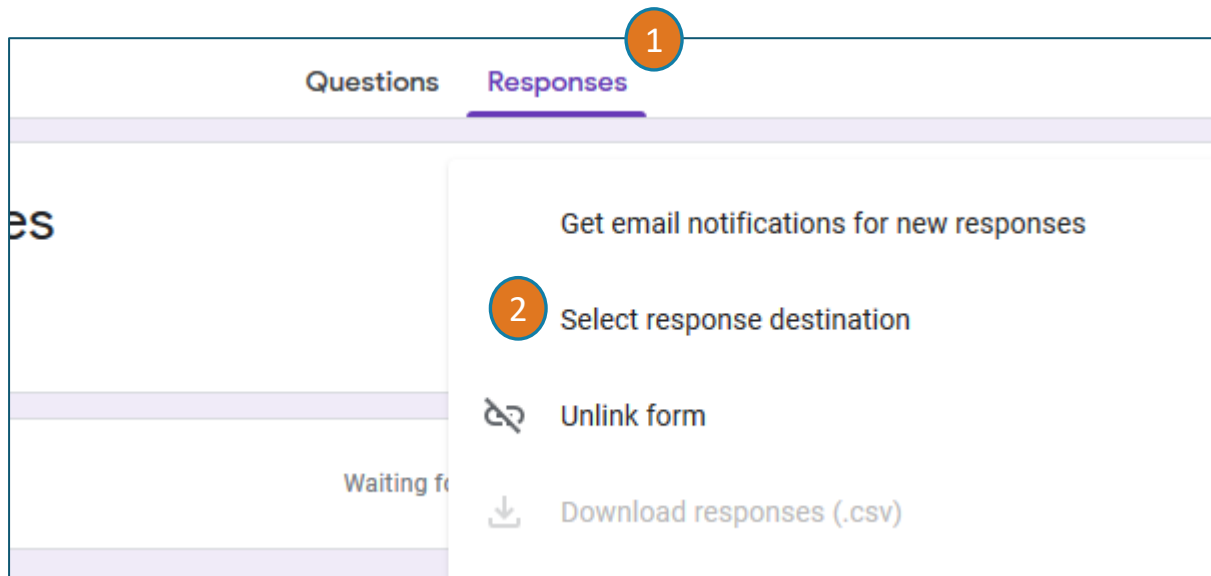 1
Questions Responses
es
Get email notifications for new responses
2 Select response destination
Unlink form
Waiting fo
Download responses (.csv)